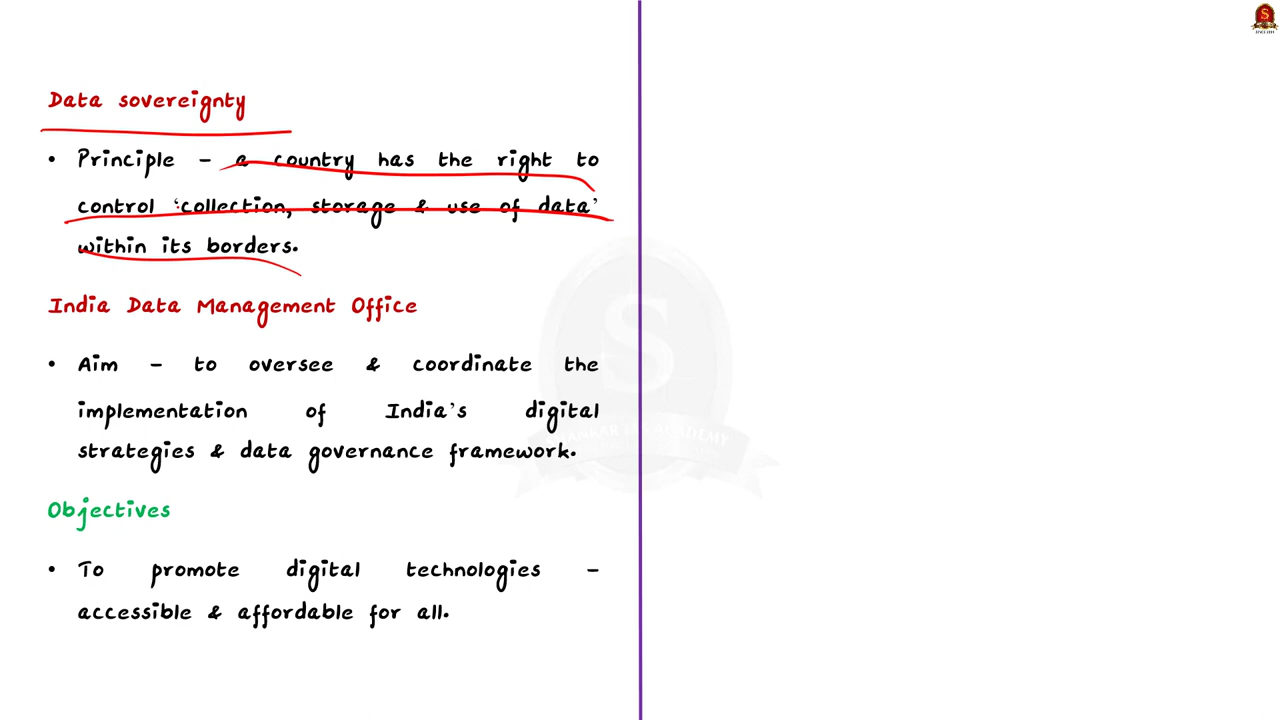 Data sovereignty
• Principle – a country has the right to
control ‘collection, storage & use of data’
within its borders.
India Data Management Office
• Aim – to oversee & coordinate the
implementation of India’s digital
strategies & data governance framework.
Objectives
• To promote digital technologies –
accessible & affordable for all.